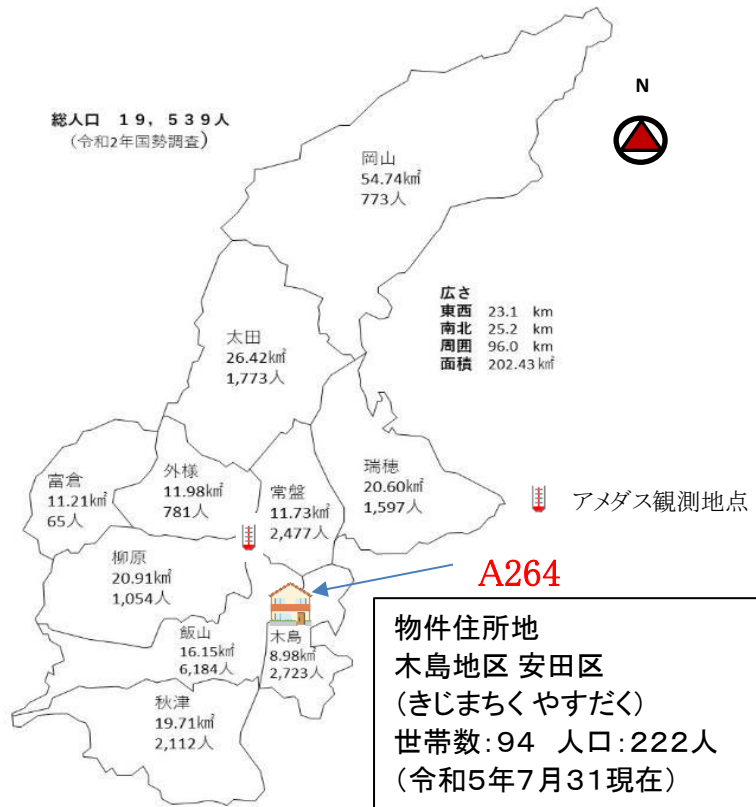 総人口 19,539人
(令和2年国勢調査)
N
岡山
54.74㎢
773人
広さ
東西 23.1 km
南北 25.2 km
周囲 96.0 km
面積 202.43㎢
太田
26.42㎢
1,773人
富倉
11.21㎢
65人
外様
11.98㎢
781人
常盤
11.73㎢
2,477人
瑞穂
20.60㎢
1,597人
アメダス観測地点
柳原
20.91㎢
1,054人
A264
飯山
16.15㎢
6,184人
木島
8.98㎢
2,723人
秋津
19.71㎢
2,112人
物件住所地
木島地区 安田区
(きじまちく やすだく)
世帯数:94 人口:222人
(令和5年7月31現在)